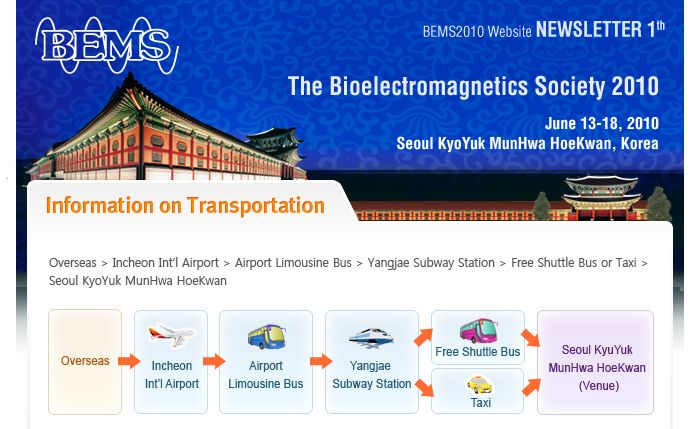 BEMS
BEMS2010 Website NEWSLETTER 1th
The Bioelectromagnetics Society 2010
June 13-18, 2010
Seoul KyoYuk MunHwa HoeKwan, Korea
Information on Transportation
Overseas > Incheon Int'l Airport > Airport Limousine Bus > Yangjae Subway Station > Free Shuttle Bus or Taxi >
Seoul KyoYuk MunHwa HoeKwan
Overseas
Incheon
Int'l Airport
Airport
Limousine Bus
Yangjae
Subway Station
Free Shuttle Bus
Taxi
Seoul KyuYuk
MunHwa HoeKwan
(Venue)